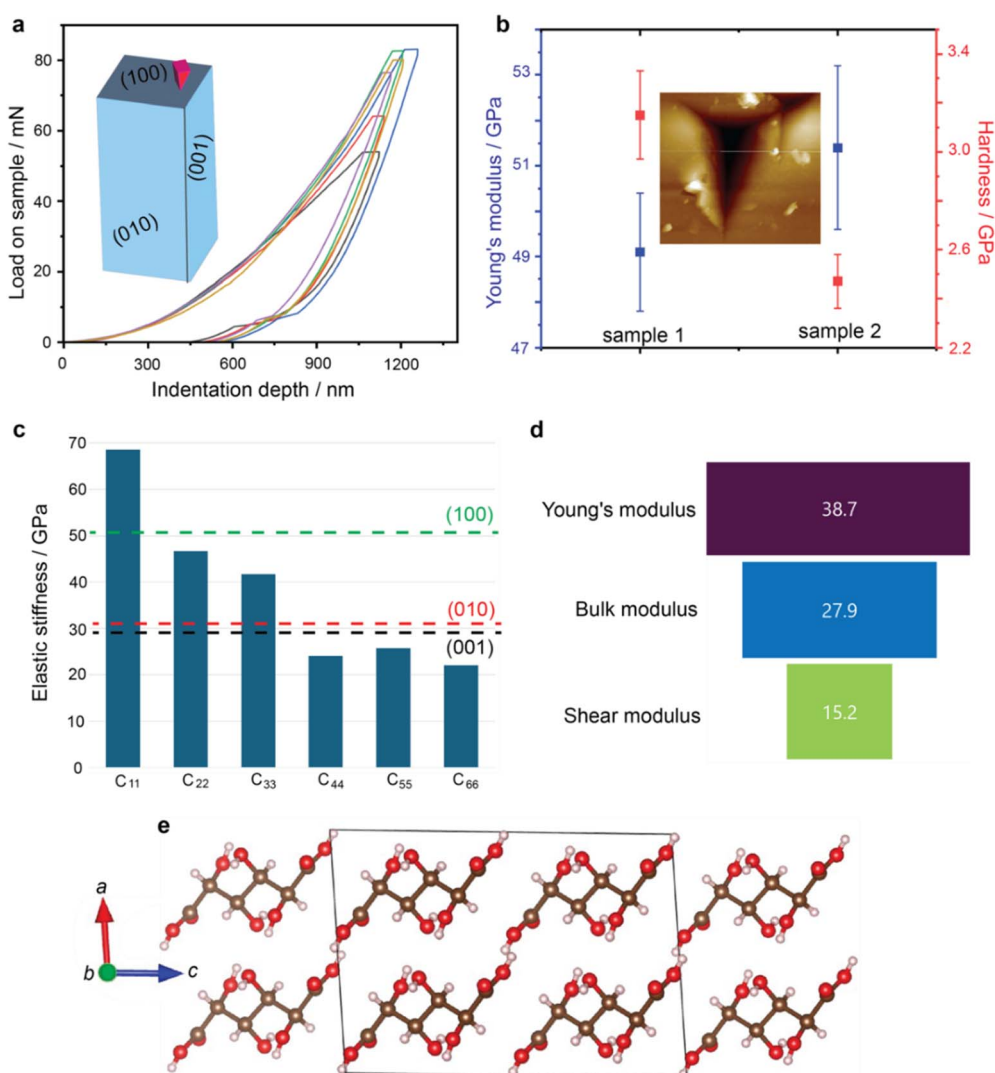 a
Load on sample / mN
80
60
40
20
0
0 300 600 900 1200
Indentation depth / nm
(100)
(001)
(010)
b
Young's modulus / GPa
53
51
49
47
sample 1
sample 2
3.4
3.0
2.6
2.2
Hardness / GPa
c
Elastic stiffness / GPa
70
60
50
40
30
20
10
0
(100)
(010)
(001)
C11 C22 C33 C44 C55 C66
d
Young's modulus 38.7
Bulk modulus 27.9
Shear modulus 15.2
e
a
b
c